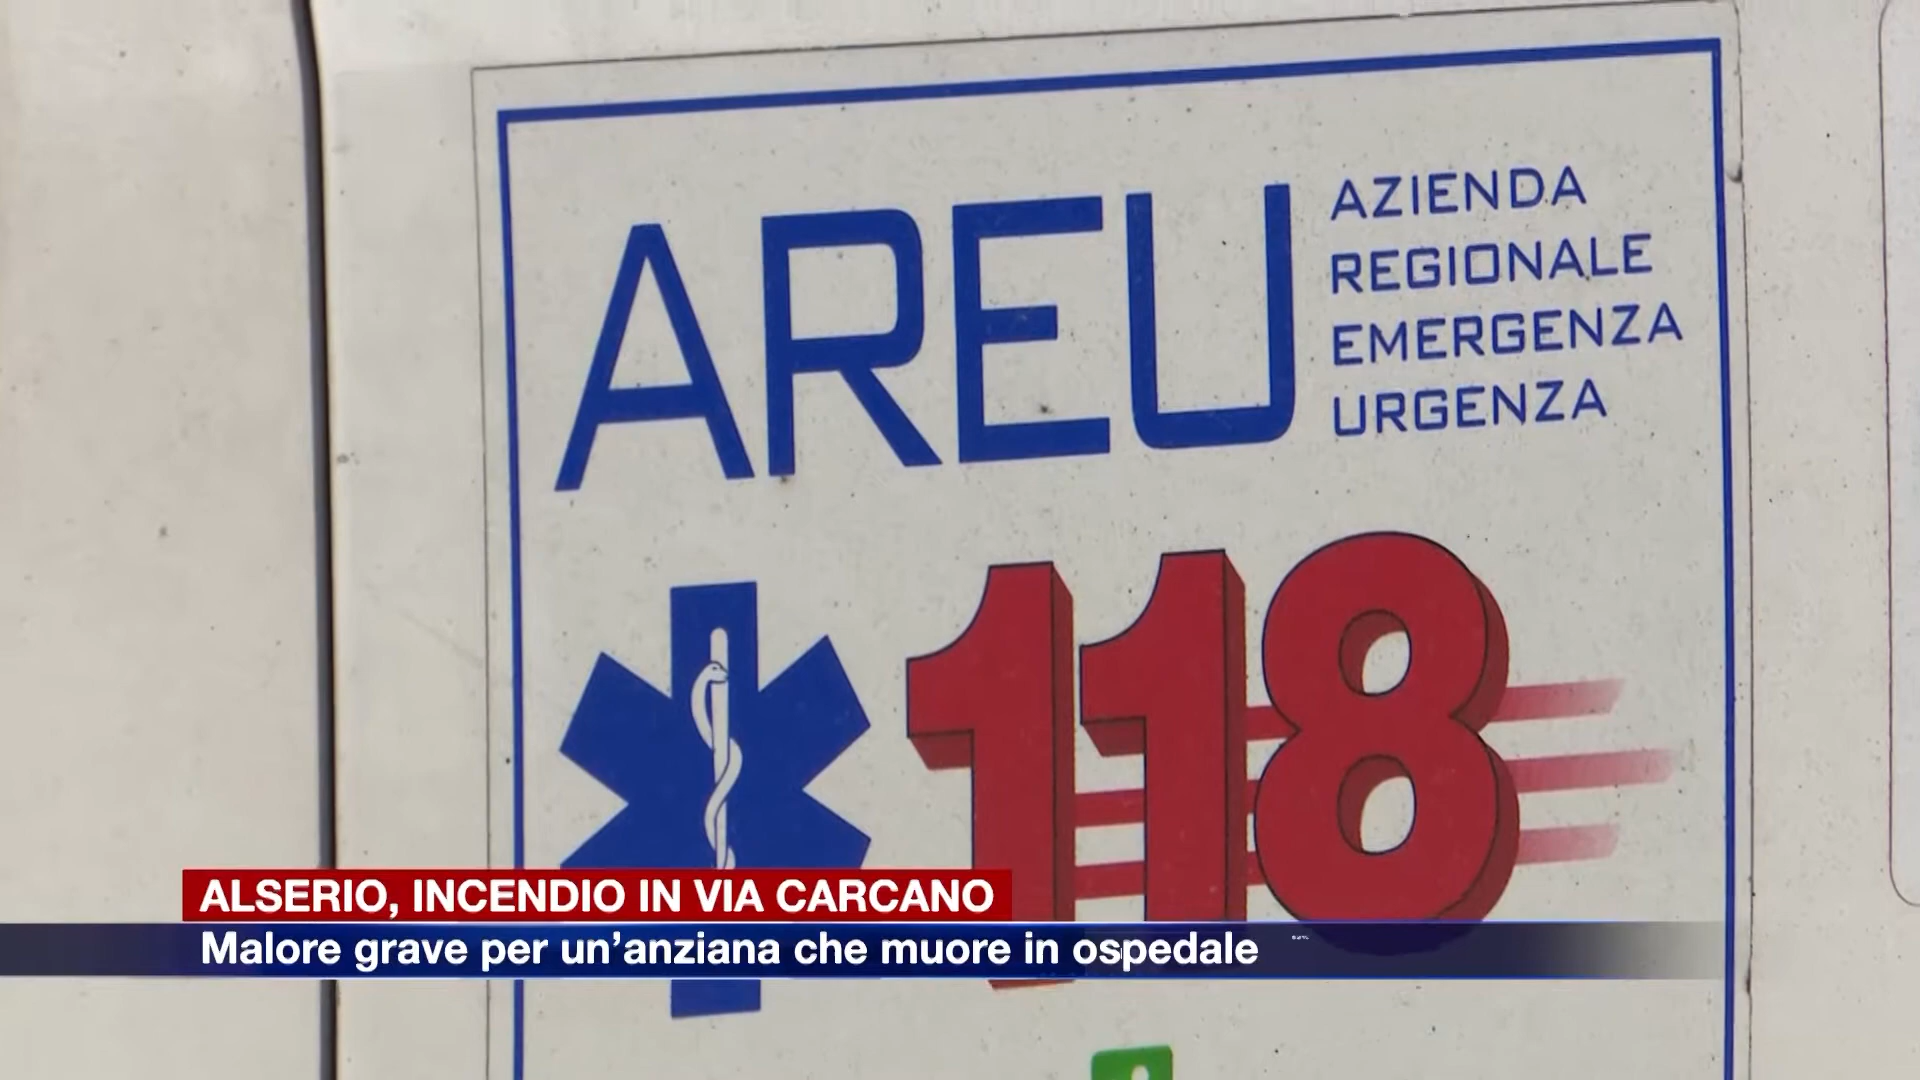 AREU
AZIENDA
REGIONALE
EMERGENZA
URGENZA
118
ALSERIO, INCENDIO IN VIA CARCANO
Malore grave per un’anziana che muore in ospedale